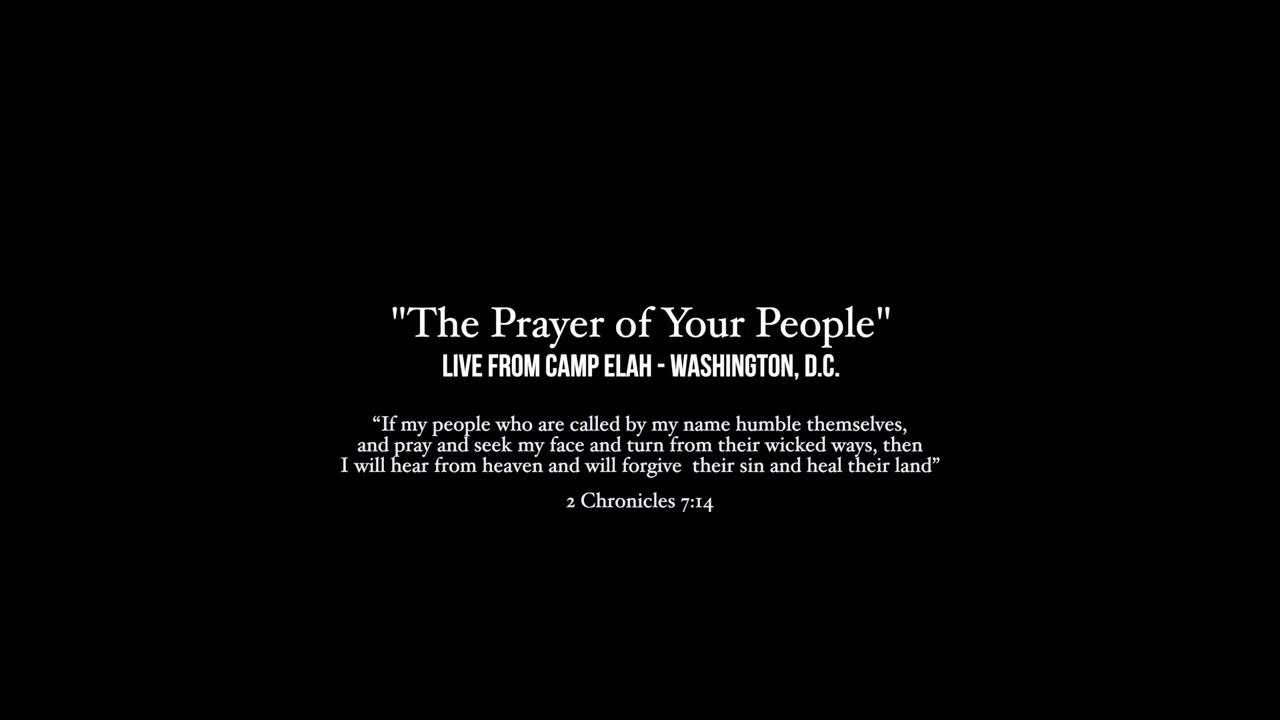 "The Prayer of Your People"
LIVE FROM CAMP ELAH - WASHINGTON, D.C.
“If my people who are called by my name humble themselves,
and pray and seek my face and turn from their wicked ways, then
I will hear from heaven and will forgive  their sin and heal their land”
2 Chronicles 7:14